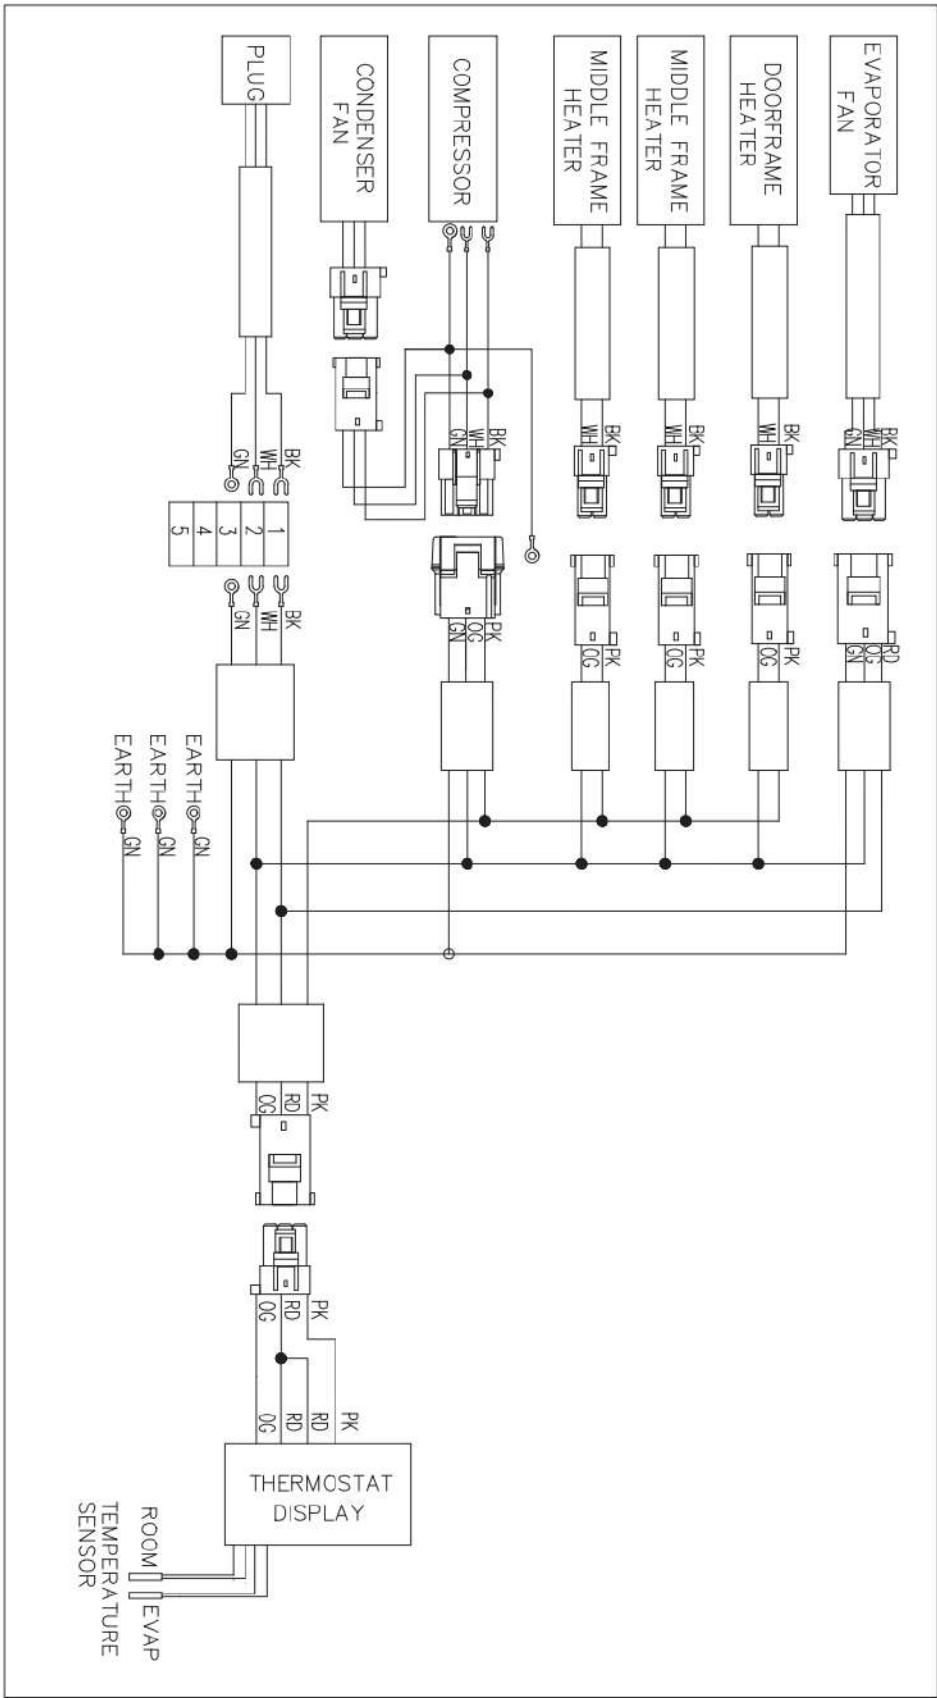 PLUG
CONDENSER
FAN
COMPRESSOR
MIDDLE FRAME
HEATER
MIDDLE FRAME
HEATER
DOORFRAME
HEATER
EVAPORATOR
FAN
GN
WH
BK
GN
WH
BK
WH
BK
WH
BK
WH
BK
GN
WH
BK
5
4
3
2
1
GN
WH
BK
GN
OG
PK
OG
PK
OG
PK
OG
PK
GN
OG
RD
EARTH
GN
EARTH
GN
EARTH
GN
OG
RD
PK
OG
RD
PK
OG
RD
RD
PK
THERMOSTAT
DISPLAY
ROOM
EVAP
TEMPERATURE
SENSOR